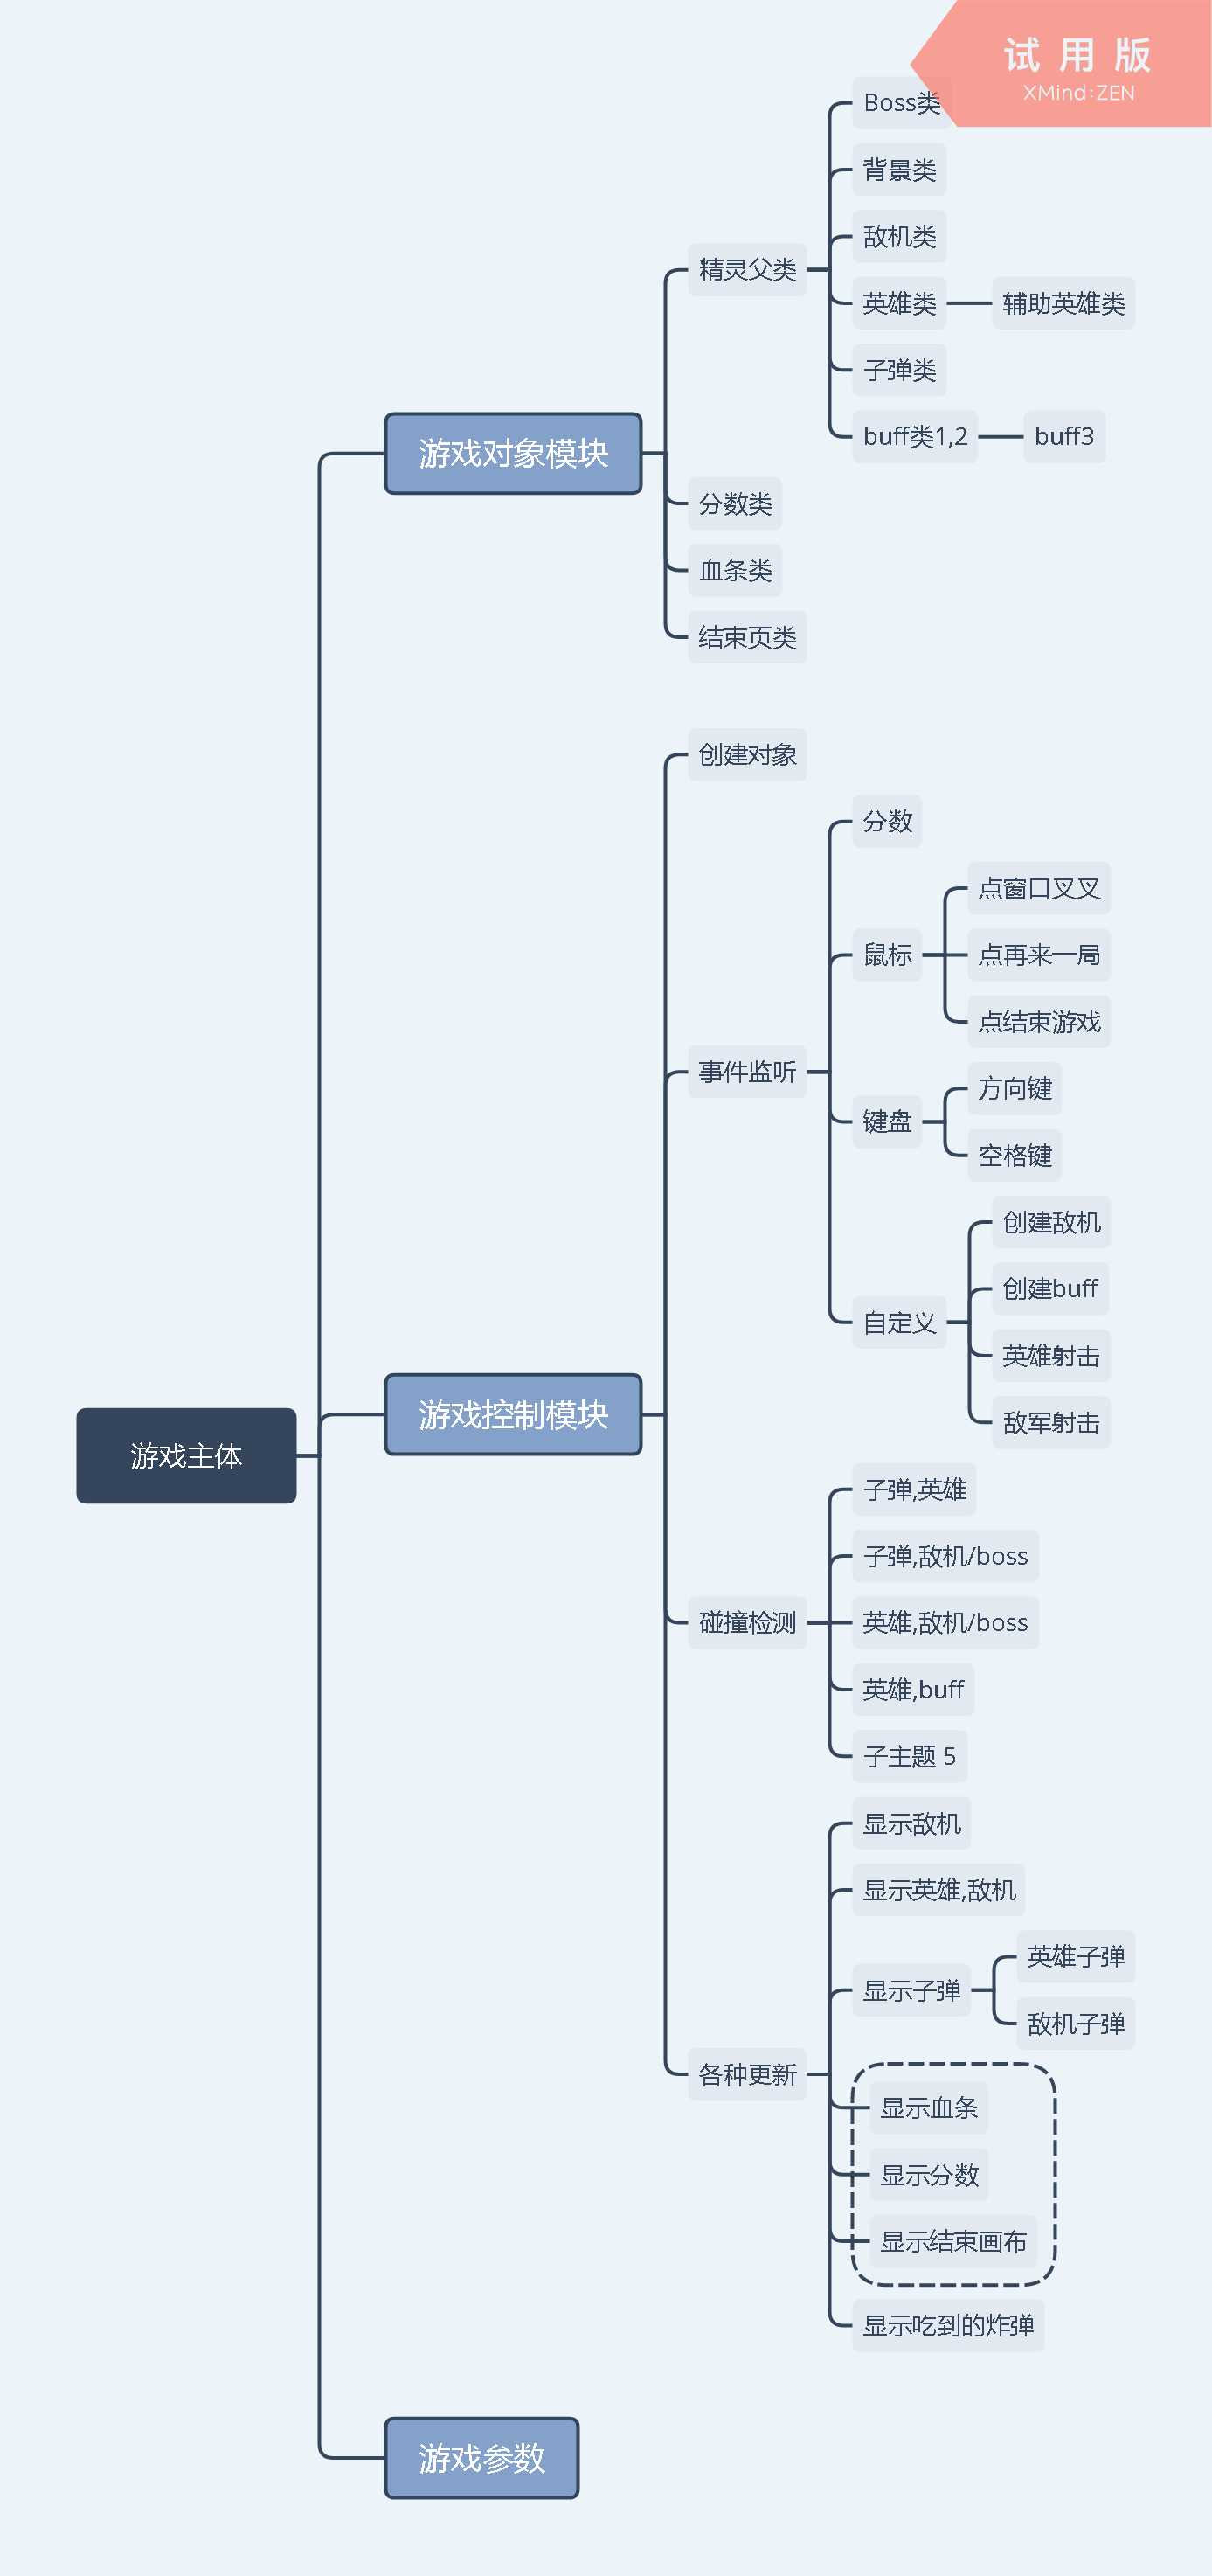 试 用 版
XMind:ZEN
Boss类
背景类
敌机类
精灵父类
英雄类
辅助英雄类
子弹类
buff类1,2
buff3
游戏对象模块
分数类
血条类
结束页类
创建对象
分数
点窗口叉叉
鼠标
点再来一局
点结束游戏
事件监听
方向键
键盘
空格键
创建敌机
创建buff
自定义
英雄射击
敌军射击
游戏控制模块
游戏主体
子弹,英雄
子弹,敌机/boss
碰撞检测
英雄,敌机/boss
英雄,buff
子主题 5
显示敌机
显示英雄,敌机
英雄子弹
显示子弹
敌机子弹
各种更新
显示血条
显示分数
显示结束画布
显示吃到的炸弹
游戏参数